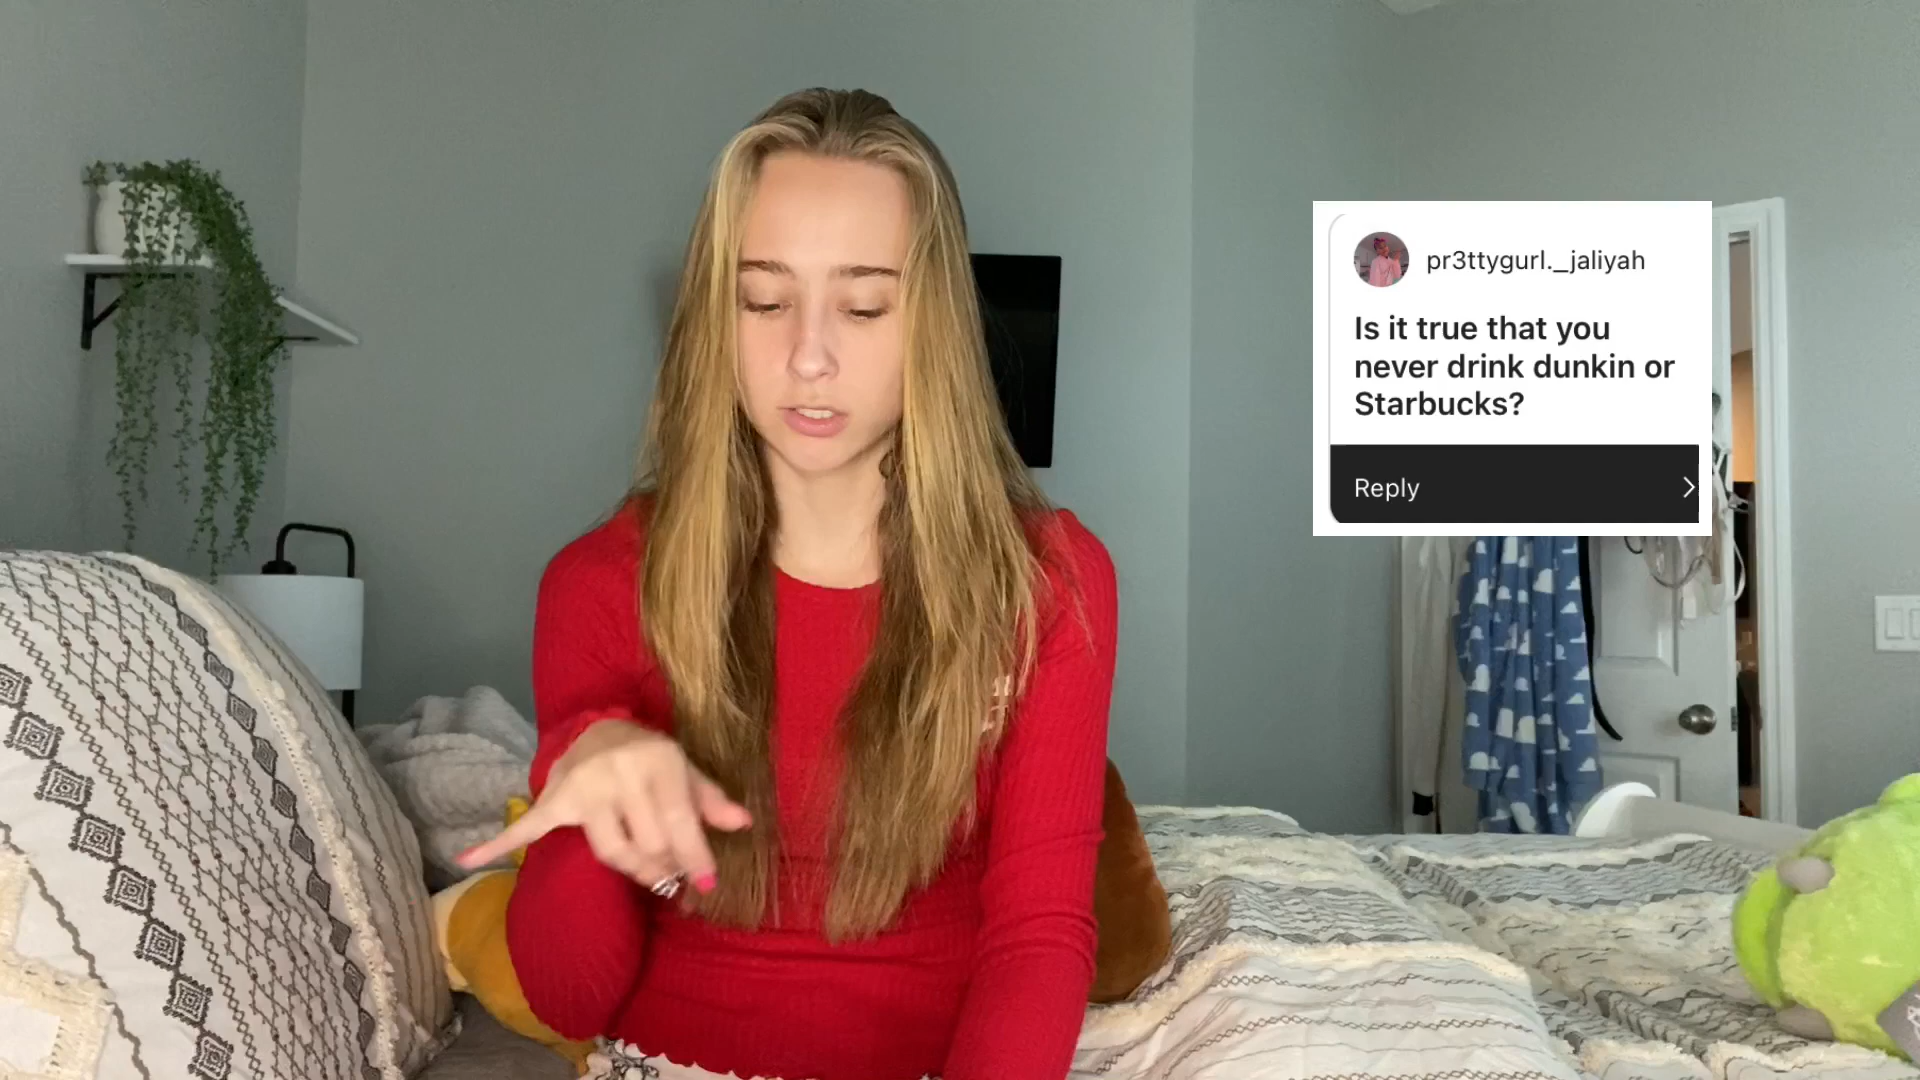 pr3ttygurl._jaliyah
Is it true that you
never drink dunkin or
Starbucks?
Reply